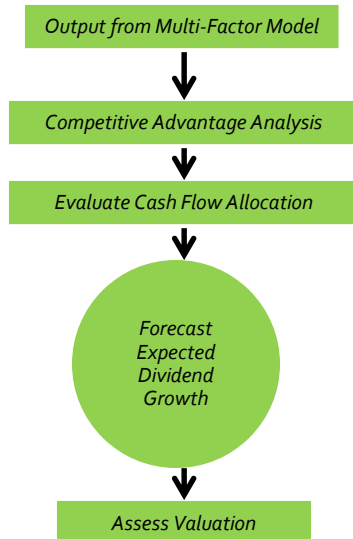 Output from Multi-Factor Model
Competitive Advantage Analysis
Evaluate Cash Flow Allocation
Forecast
Expected
Dividend
Growth
Assess Valuation